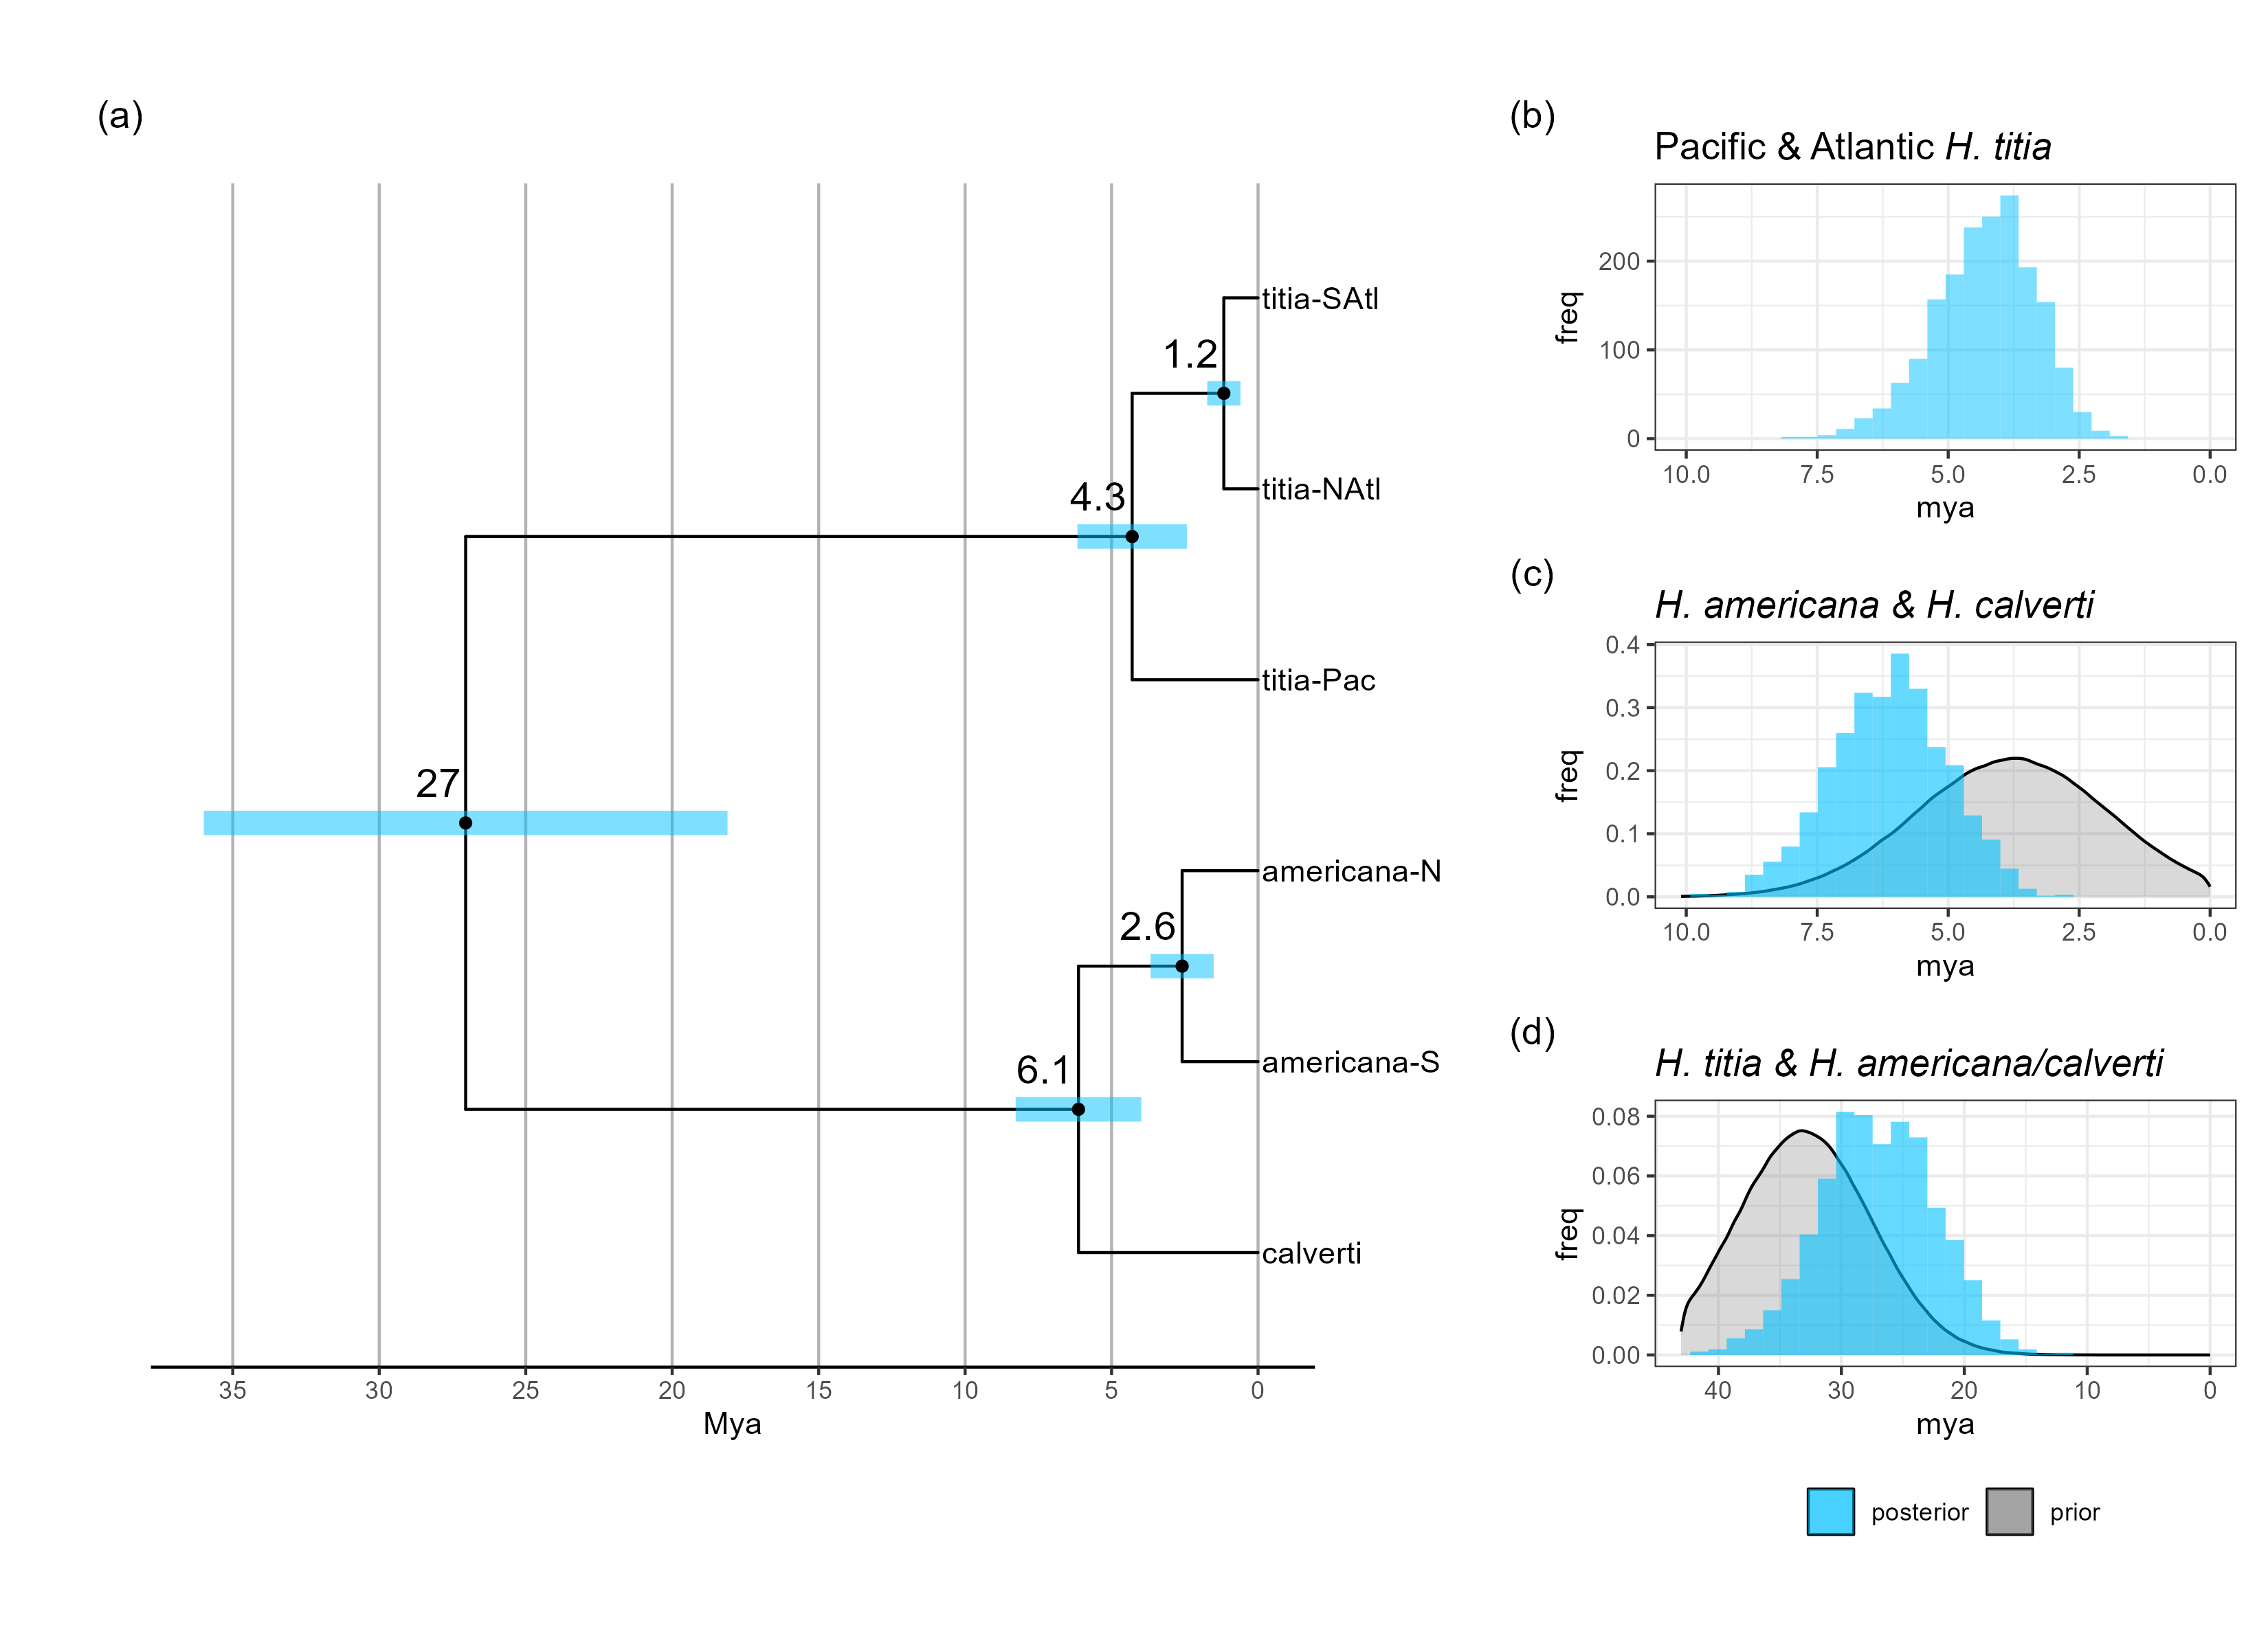 (a)
titia-SAtl
1.2
titia-NAtl
4.3
titia-Pac
27
americana-N
2.6
americana-S
6.1
calverti
35 30 25 20 15 10 5 0
Mya
(b)
Pacific & Atlantic H. titia
200
100
0
freq
10.0 7.5 5.0 2.5 0.0
mya
(c)
H. americana & H. calverti
0.4
0.3
0.2
0.1
0.0
freq
10.0 7.5 5.0 2.5 0.0
mya
(d)
H. titia & H. americana/calverti
0.08
0.06
0.04
0.02
0.00
freq
40 30 20 10 0
mya
posterior prior